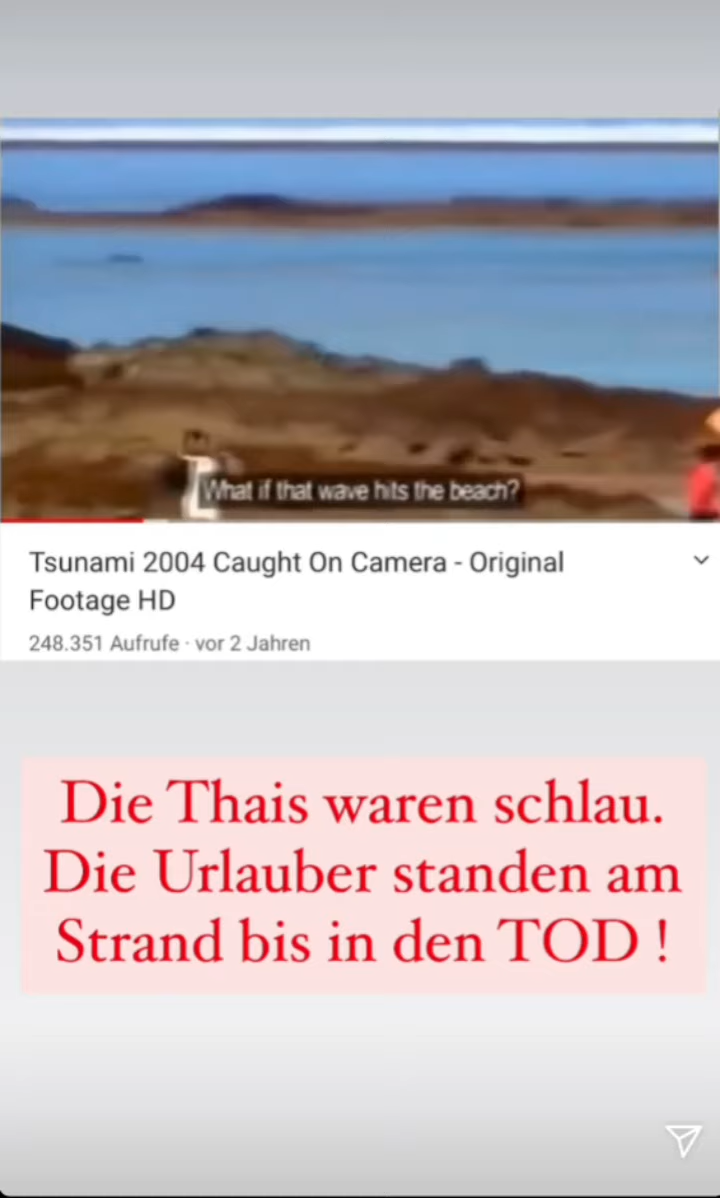 What if that wave hits the beach?
Tsunami 2004 Caught On Camera - Original
Footage HD
248.351 Aufrufe · vor 2 Jahren
Die Thais waren schlau.
Die Urlauber standen am
Strand bis in den TOD !